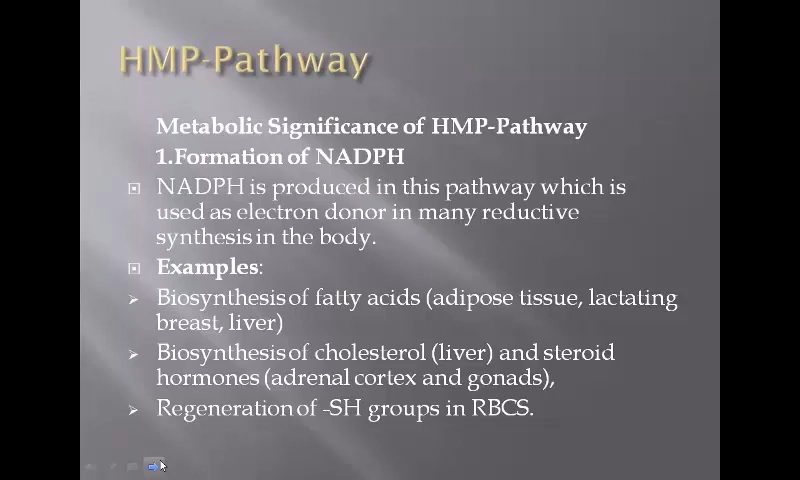 HMP-Pathway
Metabolic Significance of HMP-Pathway
1.Formation of NADPH
NADPH is produced in this pathway which is
used as electron donor in many reductive
synthesis in the body.
Examples:
Biosynthesis of fatty acids (adipose tissue, lactating
breast, liver)
Biosynthesis of cholesterol (liver) and steroid
hormones (adrenal cortex and gonads),
Regeneration of -SH groups in RBCS.